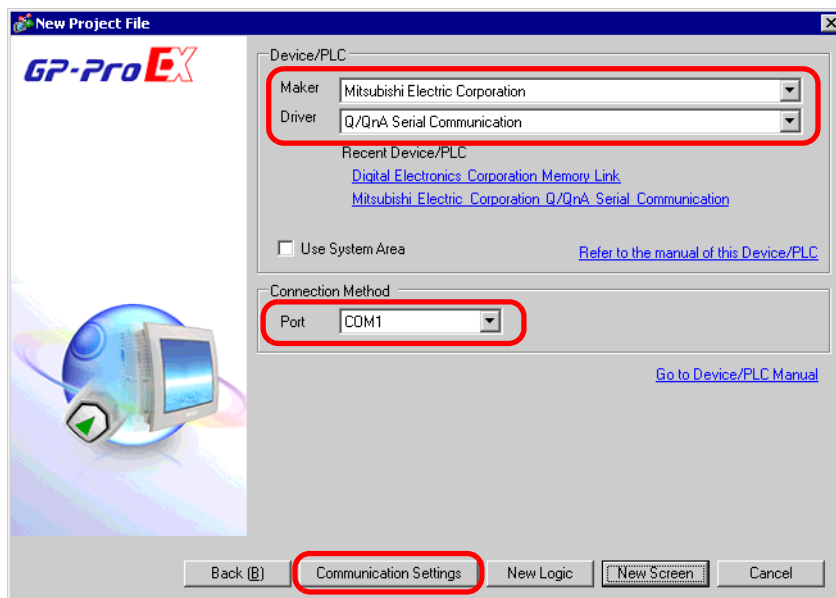 New Project File
GP-Pro EX
Device/PLC
Maker Mitsubishi Electric Corporation
Driver Q/QnA Serial Communication
Recent Device/PLC
Digital Electronics Corporation Memory Link
Mitsubishi Electric Corporation Q/QnA Serial Communication
Use System Area Refer to the manual of this Device/PLC
Connection Method
Port COM1
Go to Device/PLC Manual
Back (B) Communication Settings New Logic New Screen Cancel